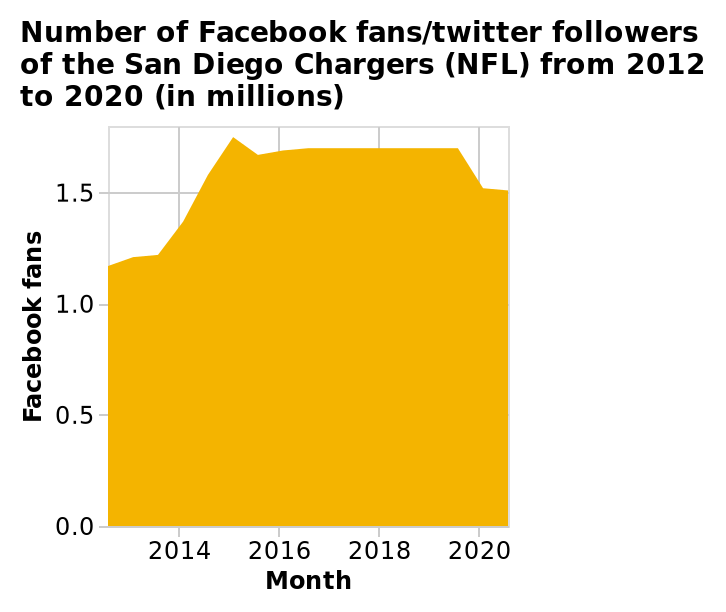 Number of Facebook fans/twitter followers
of the San Diego Chargers (NFL) from 2012
to 2020 (in millions)
1.5
1.0
0.5
0.0
Facebook fans
2014 2016 2018 2020
Month